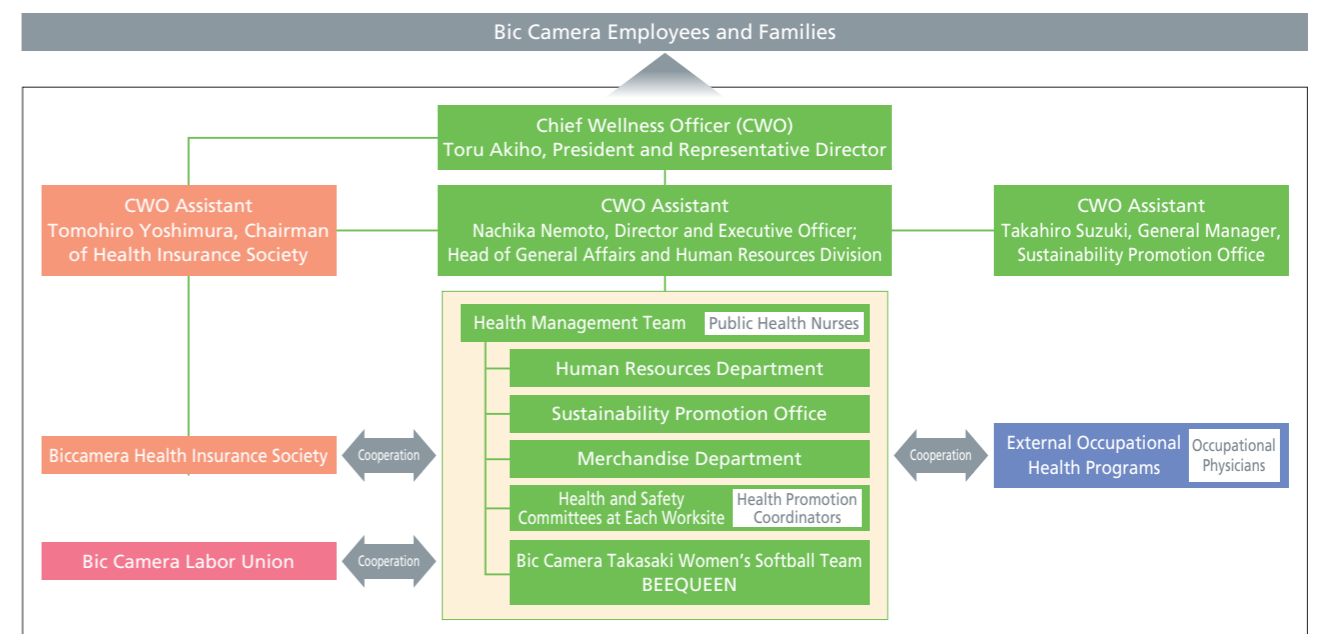 Bic Camera Employees and Families
Chief Wellness Officer (CWO)
Toru Akiho, President and Representative Director
CWO Assistant
Tomohiro Yoshimura, Chairman
of Health Insurance Society
CWO Assistant
Nachika Nemoto, Director and Executive Officer;
Head of General Affairs and Human Resources Division
CWO Assistant
Takahiro Suzuki, General Manager,
Sustainability Promotion Office
Health Management Team
Public Health Nurses
Human Resources Department
Sustainability Promotion Office
Biccamera Health Insurance Society
Cooperation
Merchandise Department
Cooperation
External Occupational
Health Programs
Occupational
Physicians
Health and Safety
Committees at Each Worksite
Health Promotion
Coordinators
Bic Camera Labor Union
Cooperation
Bic Camera Takasaki Women's Softball Team
BEEQUEEN